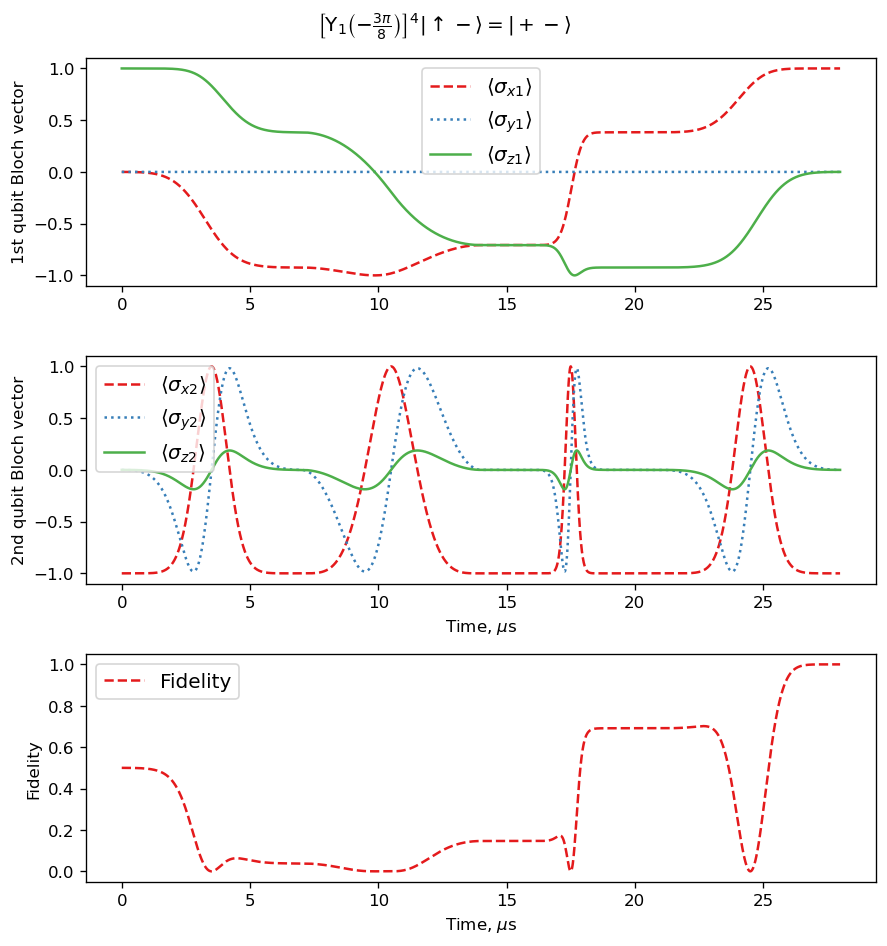 [Y₁(−3π/8)]⁴|↑ −⟩ = |+ −⟩
1st qubit Bloch vector
1.0
0.5
0.0
−0.5
−1.0
⟨σx1⟩
⟨σy1⟩
⟨σz1⟩
0 5 10 15 20 25
2nd qubit Bloch vector
1.0
0.5
0.0
−0.5
−1.0
⟨σx2⟩
⟨σy2⟩
⟨σz2⟩
0 5 10 15 20 25
Time, μs
Fidelity
1.0
0.8
0.6
0.4
0.2
0.0
Fidelity
0 5 10 15 20 25
Time, μs